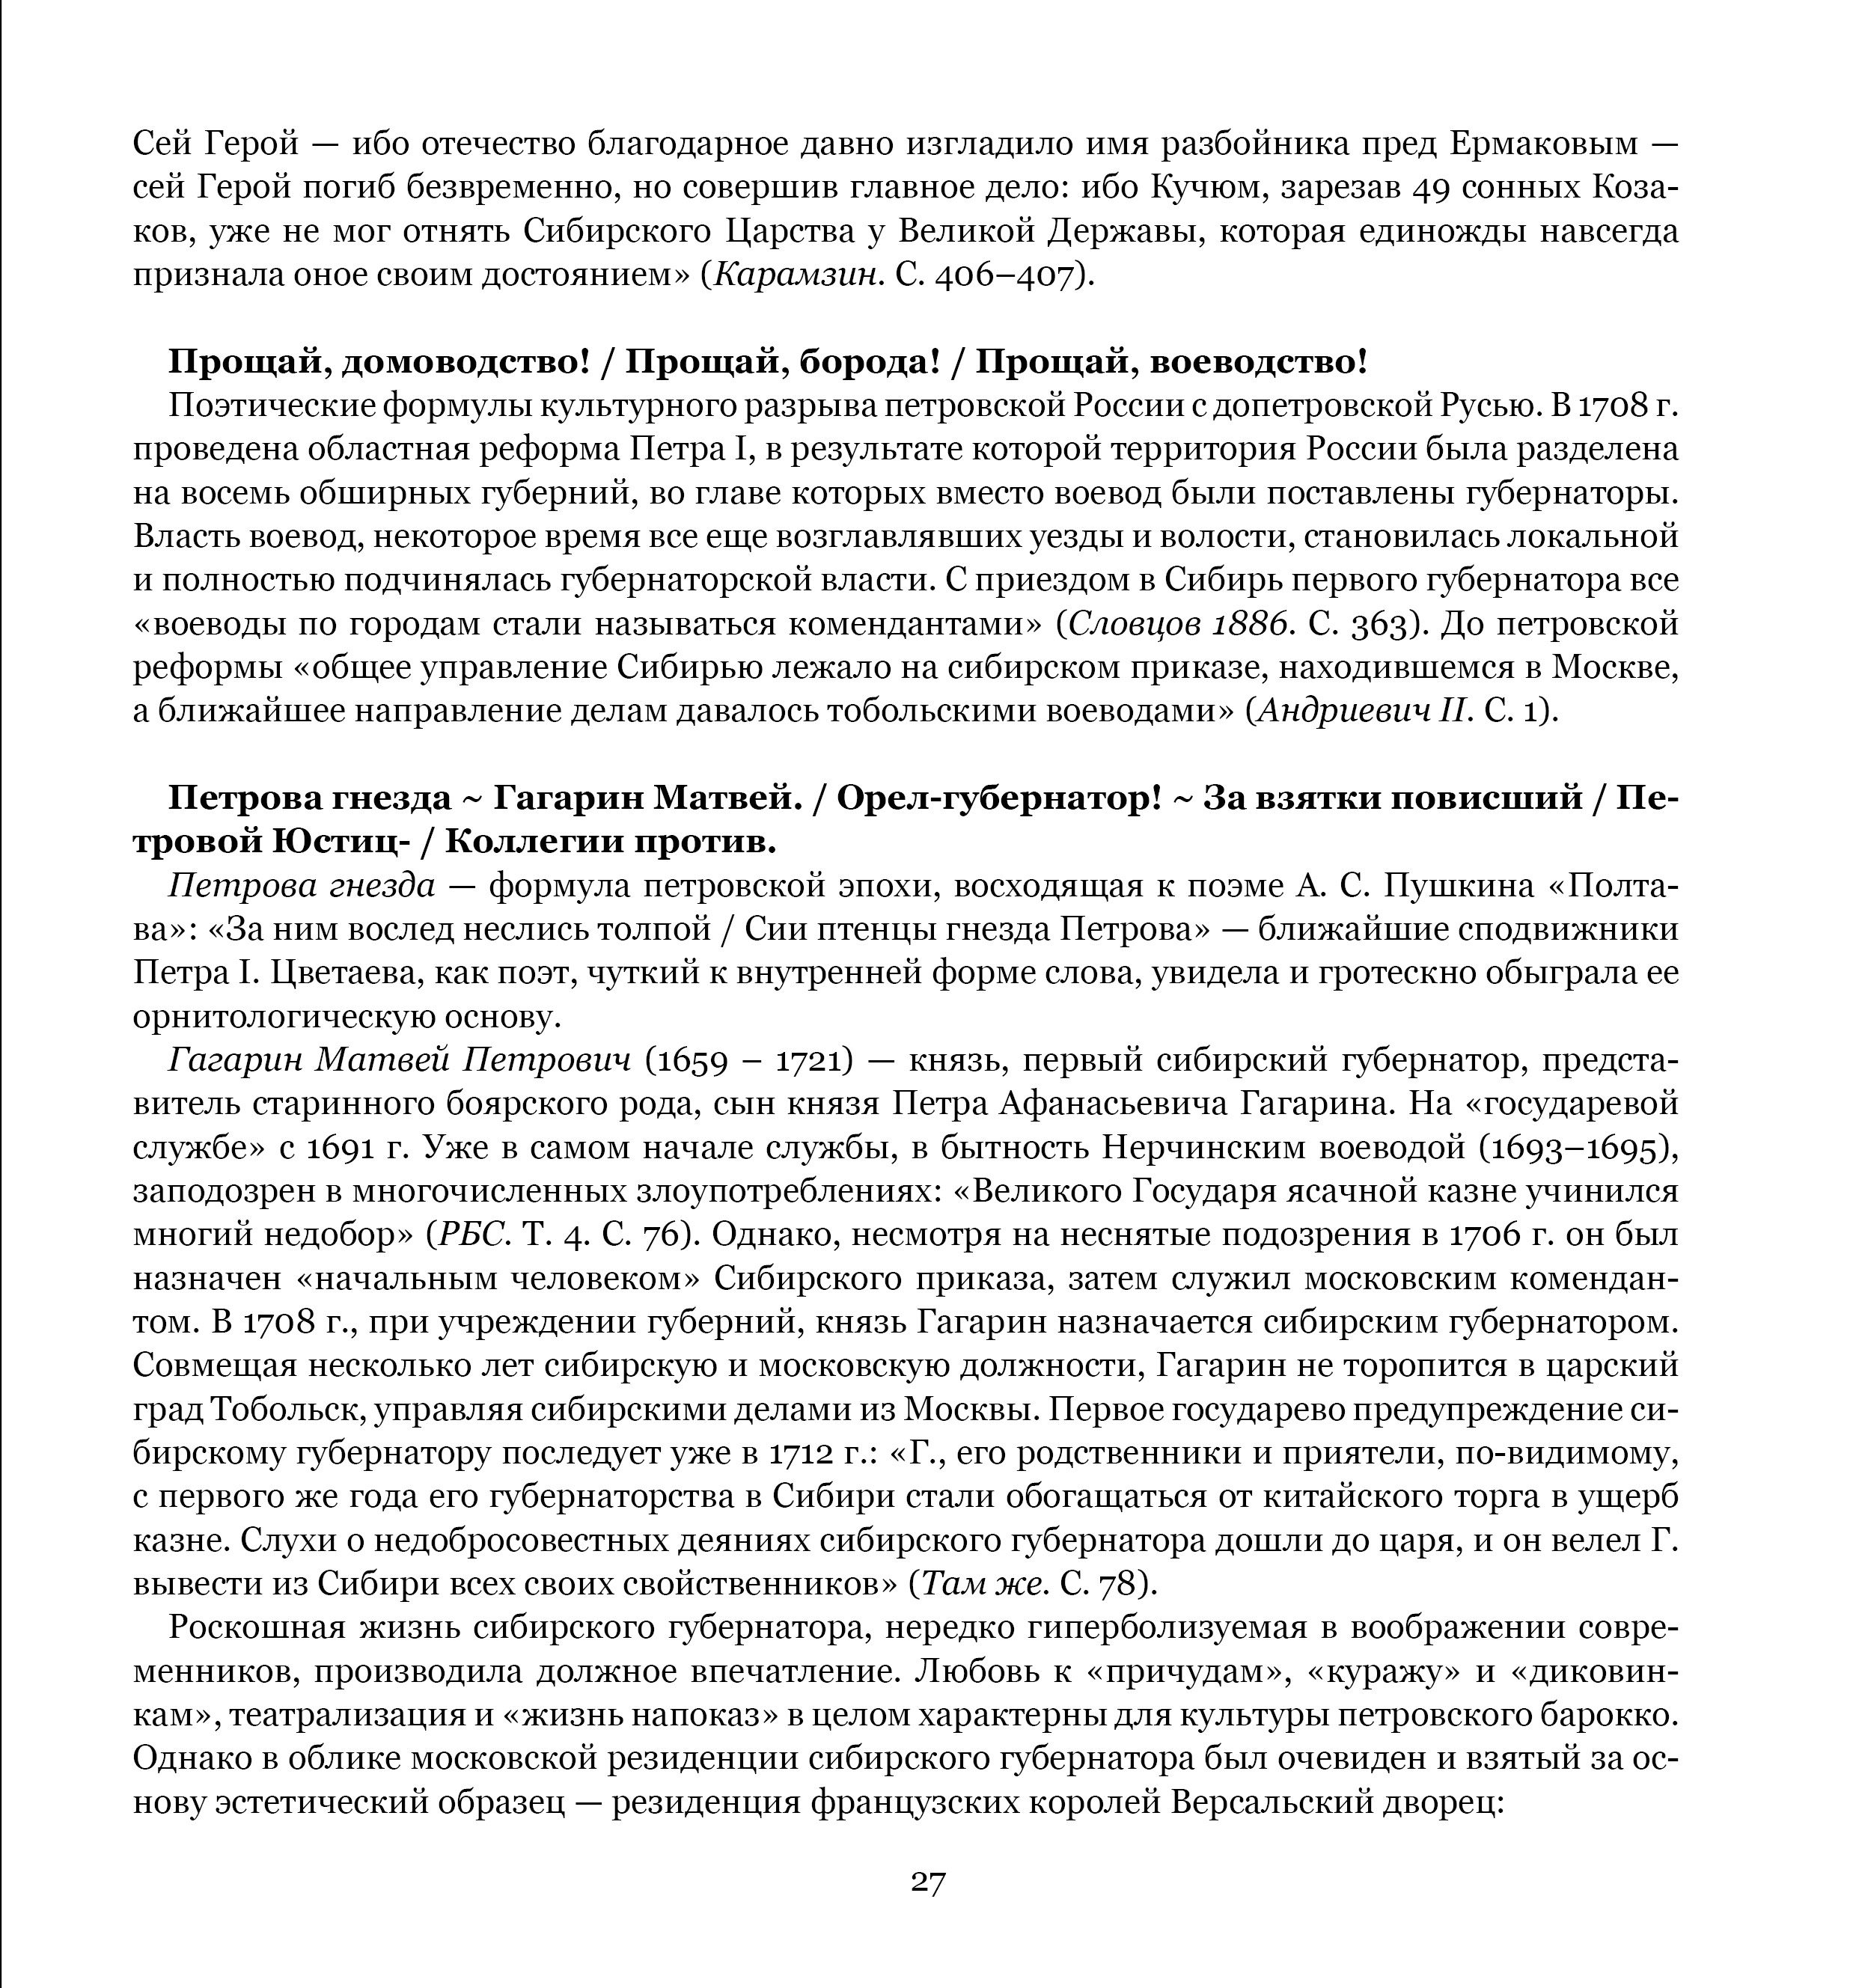 Сей Герой — ибо отечество благодарное давно изгладило имя разбойника пред Ермаковым —
сей Герой погиб безвременно, но совершив главное дело: ибо Кучюм, зарезав 49 сонных Коза-
ков, уже не мог отнять Сибирского Царства у Великой Державы, которая единожды навсегда
признала оное своим достоянием» (Карамзин. С. 406–407).
Прощай, домоводство! / Прощай, борода! / Прощай, воеводство!
Поэтические формулы культурного разрыва петровской России с допетровской Русью. В 1708 г.
проведена областная реформа Петра I, в результате которой территория России была разделена
на восемь обширных губерний, во главе которых вместо воевод были поставлены губернаторы.
Власть воевод, некоторое время все еще возглавлявших уезды и волости, становилась локальной
и полностью подчинялась губернаторской власти. С приездом в Сибирь первого губернатора все
«воеводы по городам стали называться комендантами» (Словцов 1886. С. 363). До петровской
реформы «общее управление Сибирью лежало на сибирском приказе, находившемся в Москве,
а ближайшее направление делам давалось тобольскими воеводами» (Андриевич II. С. 1).
Петрова гнезда ~ Гагарин Матвей. / Орел-губернатор! ~ За взятки повисший / Пе-
тровой Юстиц- / Коллегии против.
Петрова гнезда — формула петровской эпохи, восходящая к поэме А. С. Пушкина «Полта-
ва»: «За ним вослед неслись толпой / Сии птенцы гнезда Петрова» — ближайшие сподвижники
Петра I. Цветаева, как поэт, чуткий к внутренней форме слова, увидела и гротескно обыграла ее
орнитологическую основу.
Гагарин Матвей Петрович (1659 – 1721) — князь, первый сибирский губернатор, предста-
витель старинного боярского рода, сын князя Петра Афанасьевича Гагарина. На «государевой
службе» с 1691 г. Уже в самом начале службы, в бытность Нерчинским воеводой (1693–1695),
заподозрен в многочисленных злоупотреблениях: «Великого Государя ясачной казне учинился
многий недобор» (РБС. Т. 4. С. 76). Однако, несмотря на неснятые подозрения в 1706 г. он был
назначен «начальным человеком» Сибирского приказа, затем служил московским комендан-
том. В 1708 г., при учреждении губерний, князь Гагарин назначается сибирским губернатором.
Совмещая несколько лет сибирскую и московскую должности, Гагарин не торопится в царский
град Тобольск, управляя сибирскими делами из Москвы. Первое государево предупреждение си-
бирскому губернатору последует уже в 1712 г.: «Г., его родственники и приятели, по-видимому,
с первого же года его губернаторства в Сибири стали обогащаться от китайского торга в ущерб
казне. Слухи о недобросовестных деяниях сибирского губернатора дошли до царя, и он велел Г.
вывести из Сибири всех своих свойственников» (Там же. С. 78).
Роскошная жизнь сибирского губернатора, нередко гиперболизуемая в воображении совре-
менников, производила должное впечатление. Любовь к «причудам», «куражу» и «диковин-
кам», театрализация и «жизнь напоказ» в целом характерны для культуры петровского барокко.
Однако в облике московской резиденции сибирского губернатора был очевиден и взятый за ос-
нову эстетический образец — резиденция французских королей Версальский дворец:
27